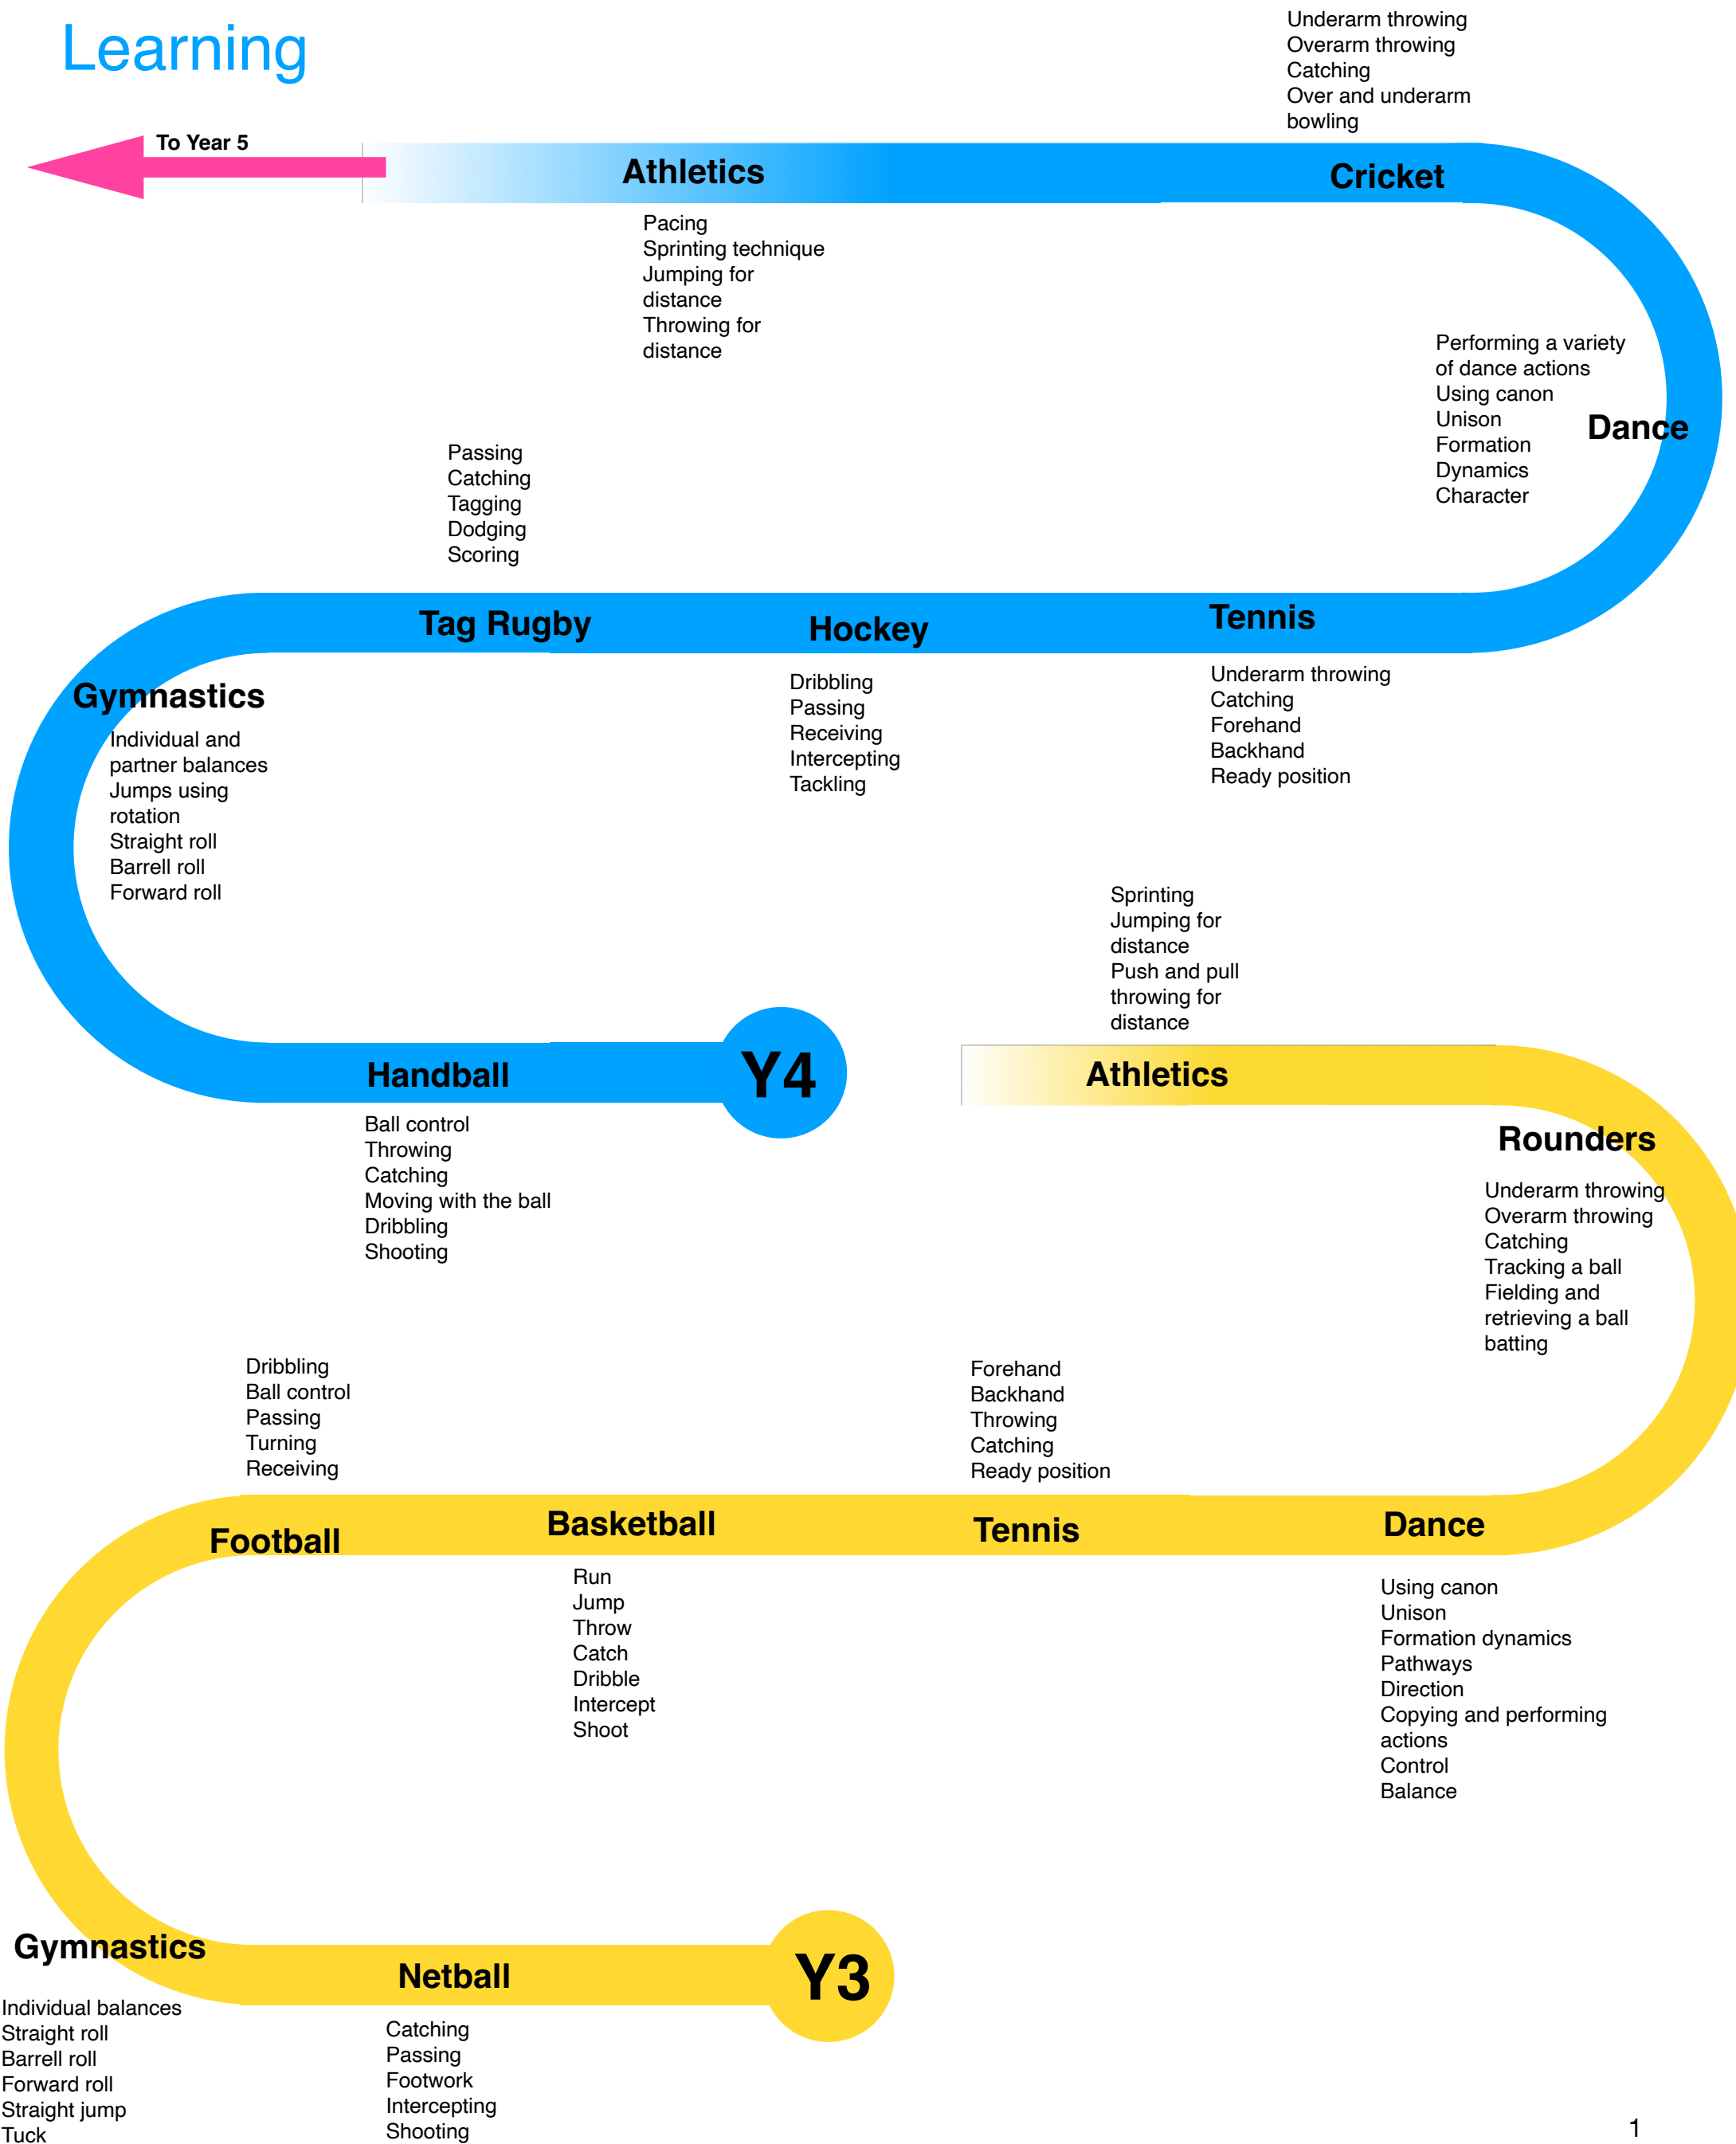 Learning
Underarm throwing
Overarm throwing
Catching
Over and underarm
bowling
To Year 5
Athletics
Cricket
Pacing
Sprinting technique
Jumping for
distance
Throwing for
distance
Performing a variety
of dance actions
Using canon
Unison
Formation
Dynamics
Character
Dance
Passing
Catching
Tagging
Dodging
Scoring
Tag Rugby
Hockey
Tennis
Gymnastics
Individual and
partner balances
Jumps using
rotation
Straight roll
Barrell roll
Forward roll
Dribbling
Passing
Receiving
Intercepting
Tackling
Underarm throwing
Catching
Forehand
Backhand
Ready position
Sprinting
Jumping for
distance
Push and pull
throwing for
distance
Handball
Y4
Athletics
Ball control
Throwing
Catching
Moving with the ball
Dribbling
Shooting
Rounders
Underarm throwing
Overarm throwing
Catching
Tracking a ball
Fielding and
retrieving a ball
batting
Dribbling
Ball control
Passing
Turning
Receiving
Forehand
Backhand
Throwing
Catching
Ready position
Football
Basketball
Tennis
Dance
Run
Jump
Throw
Catch
Dribble
Intercept
Shoot
Using canon
Unison
Formation dynamics
Pathways
Direction
Copying and performing
actions
Control
Balance
Gymnastics
Netball
Y3
Individual balances
Straight roll
Barrell roll
Forward roll
Straight jump
Tuck
Catching
Passing
Footwork
Intercepting
Shooting
1